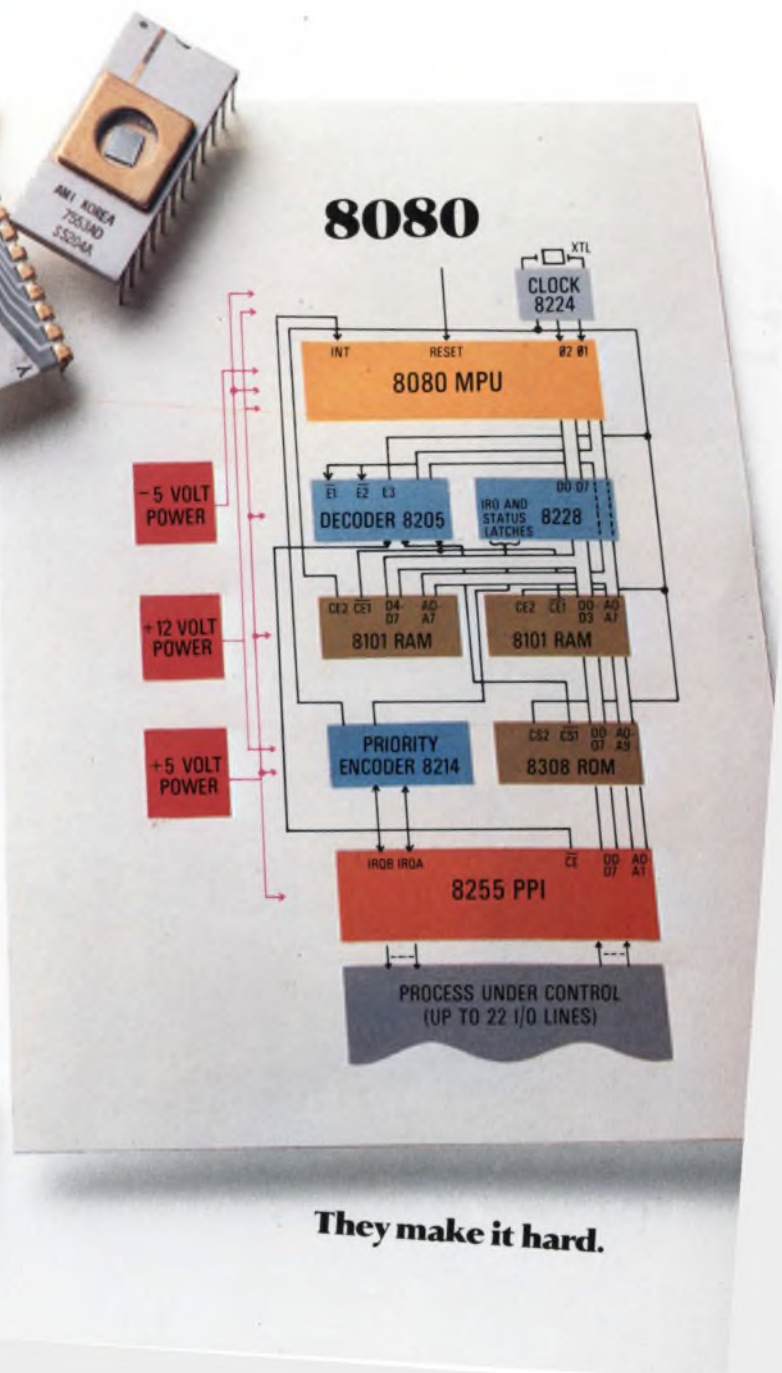 AMI KOREA
7553AD
S5204A
8080
XTL
CLOCK
8224
INT RESET Ø2 Ø1
8080 MPU
-5 VOLT
POWER
E1 E2 E3
DECODER 8205
D0 D7
IRQ AND
STATUS
LATCHES
8228
+12 VOLT
POWER
CE2 CE1 D4- A0-
D7 A7
8101 RAM
CE2 CE1 D0- A0-
D3 A7
8101 RAM
+5 VOLT
POWER
PRIORITY
ENCODER 8214
CS2 CS1 D0 A0-
D7 A9
8308 ROM
IRQB IRQA CE D0 A0
D7 A1
8255 PPI
PROCESS UNDER CONTROL
(UP TO 22 I/O LINES)
They make it hard.